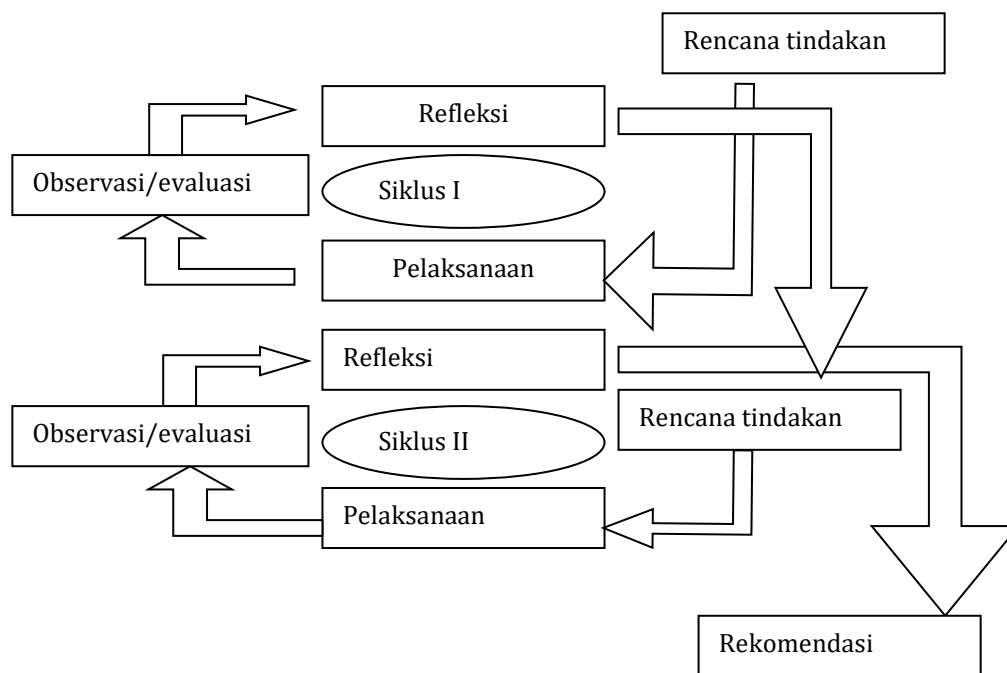 Rencana tindakan
Refleksi
Observasi/evaluasi
Siklus I
Pelaksanaan
Refleksi
Rencana tindakan
Observasi/evaluasi
Siklus II
Pelaksanaan
Rekomendasi